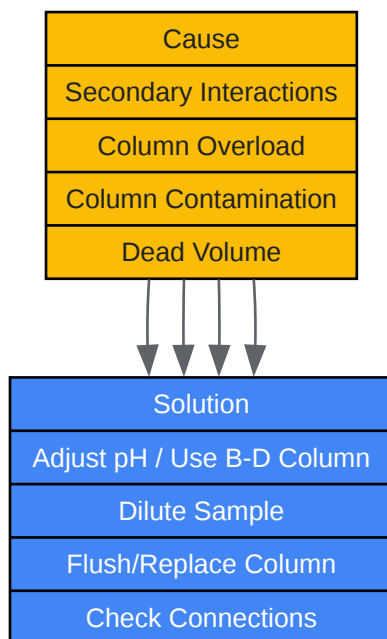 Cause
Secondary Interactions
Column Overload
Column Contamination
Dead Volume
Solution
Adjust pH / Use B-D Column
Dilute Sample
Flush/Replace Column
Check Connections